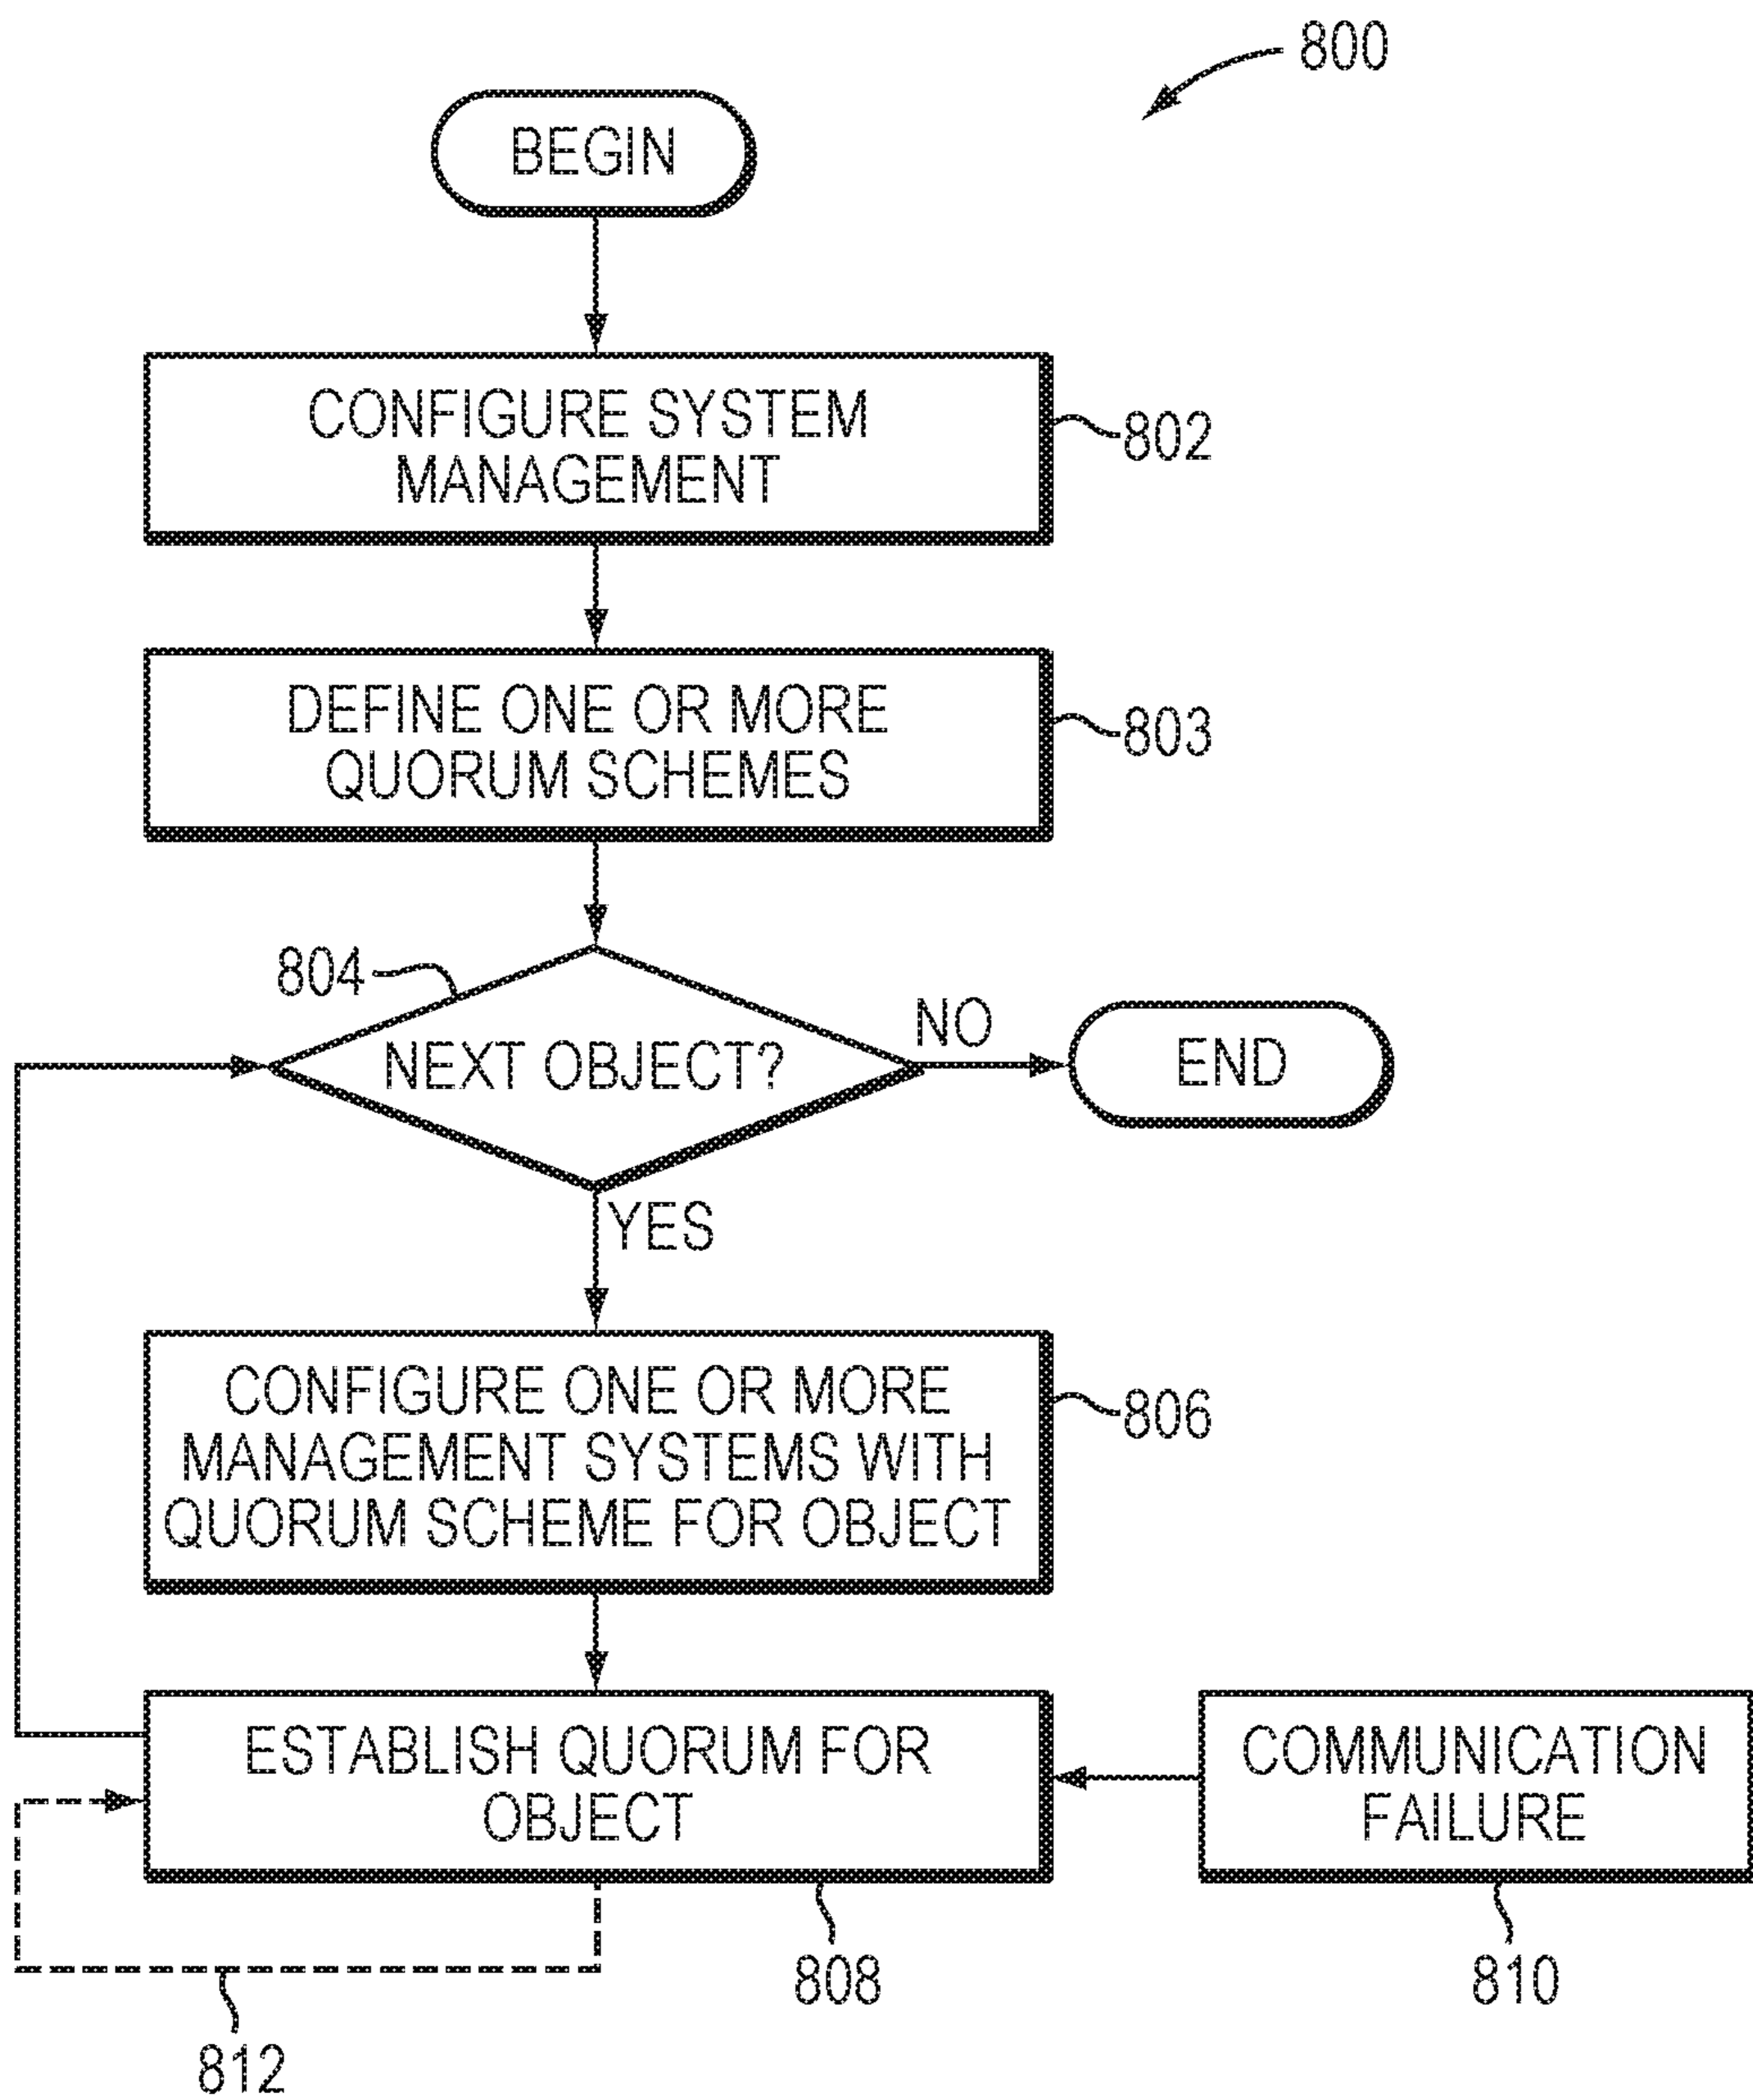 800
BEGIN
CONFIGURE SYSTEM
MANAGEMENT
802
DEFINE ONE OR MORE
QUORUM SCHEMES
803
804
NEXT OBJECT?
NO
END
YES
CONFIGURE ONE OR MORE
MANAGEMENT SYSTEMS WITH
QUORUM SCHEME FOR OBJECT
806
ESTABLISH QUORUM FOR
OBJECT
COMMUNICATION
FAILURE
808
810
812